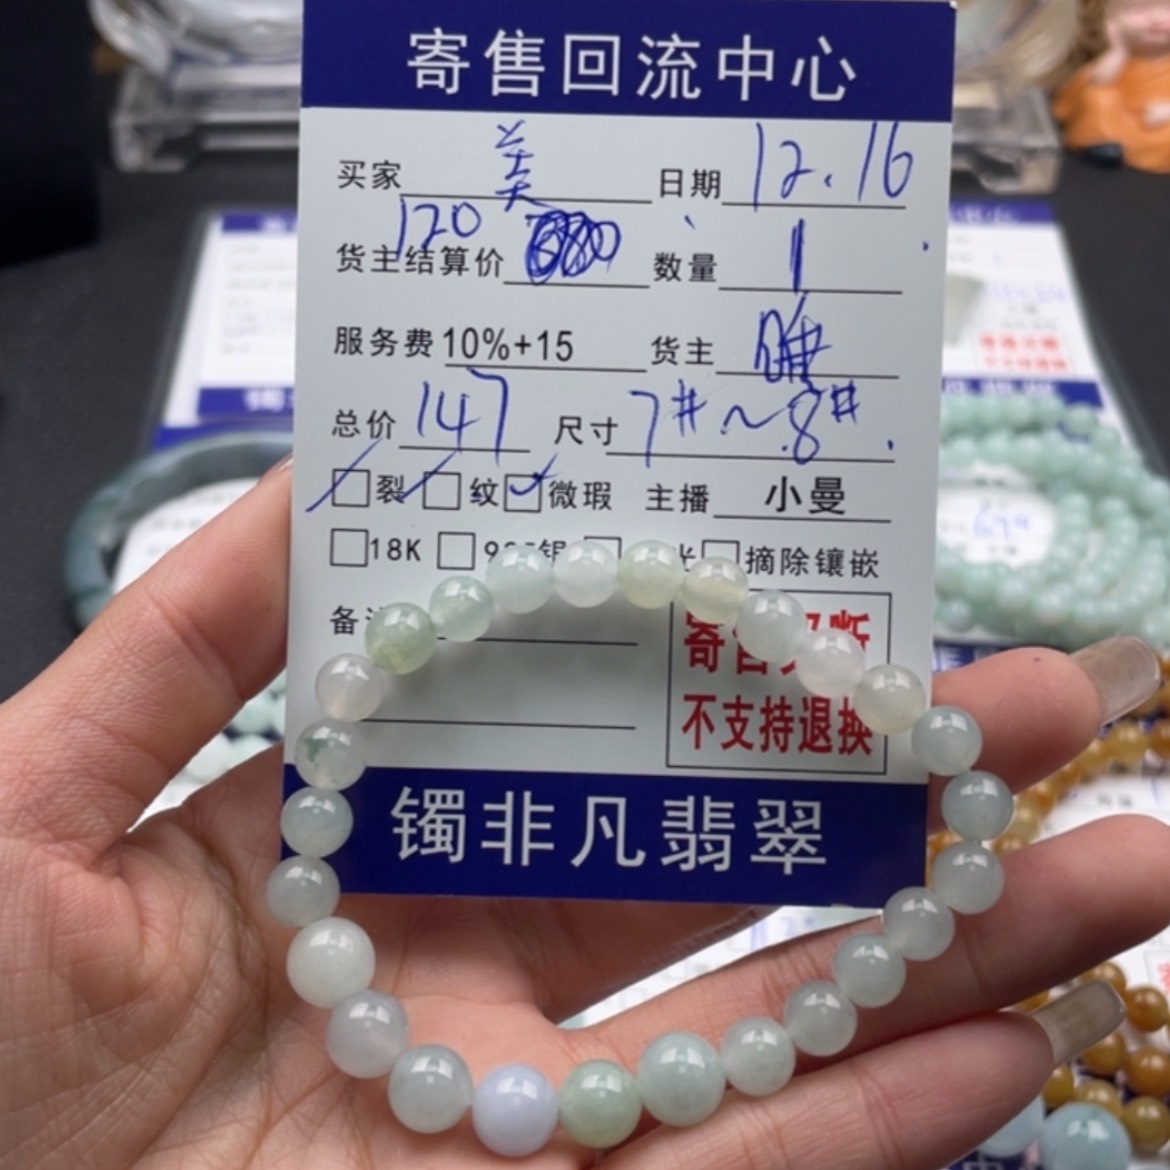 寄售回流中心
买家 美 日期 12.16
货主结算价 120 数量 1
服务费 10%+15 货主
总价 147 尺寸 7#~8#
裂 纹 微瑕 主播 小曼
18K 摘除镶嵌
备
寄售
不支持退换
镯非凡翡翠